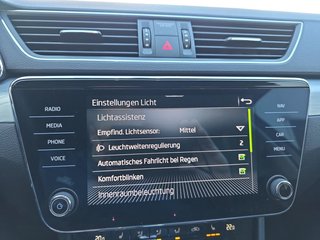 Einstellungen Licht
RADIO
MEDIA
PHONE
VOICE
Lichtassistenz
Empfind. Lichtsensor: Mittel
Leuchtweitenregulierung 2
Automatisches Fahrlicht bei Regen
Komfortblinken
Innenraumbeleuchtung
NAV
APP
CAR
MENU